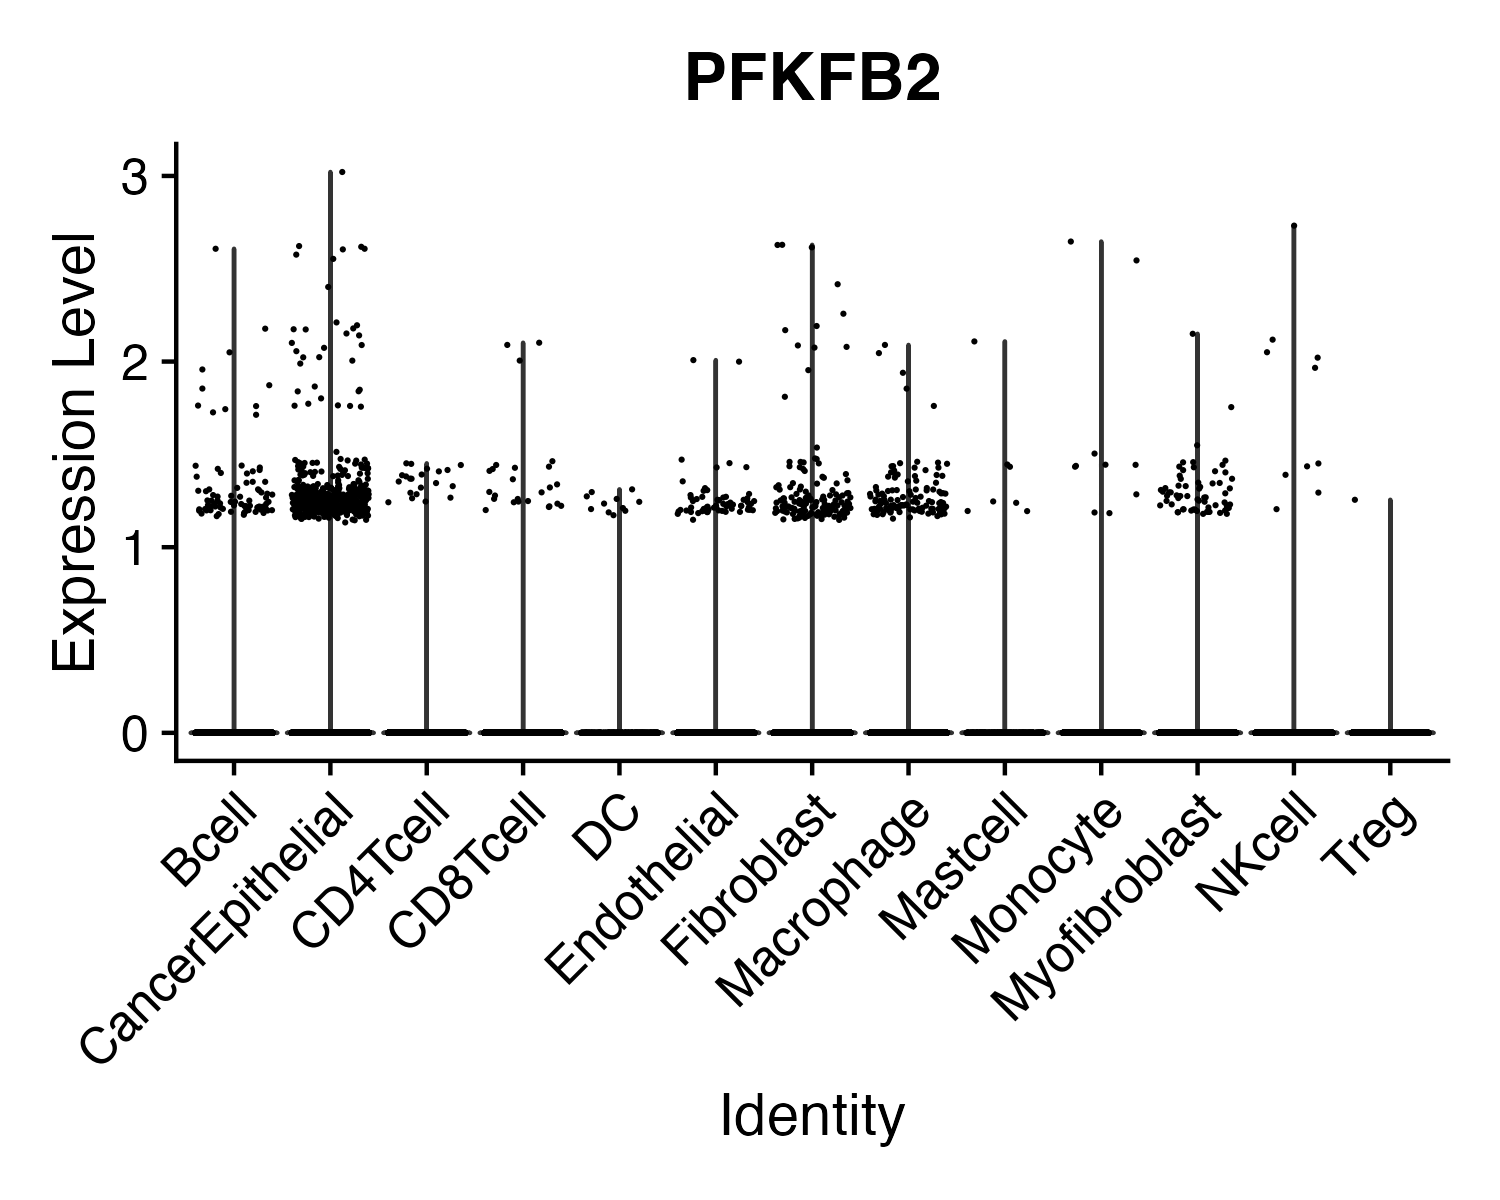 PFKFB2
Expression Level
3
2
1
0
Bcell
CancerEpithelial
CD4Tcell
CD8Tcell
DC
Endothelial
Fibroblast
Macrophage
Mastcell
Monocyte
Myofibroblast
NKcell
Treg
Identity